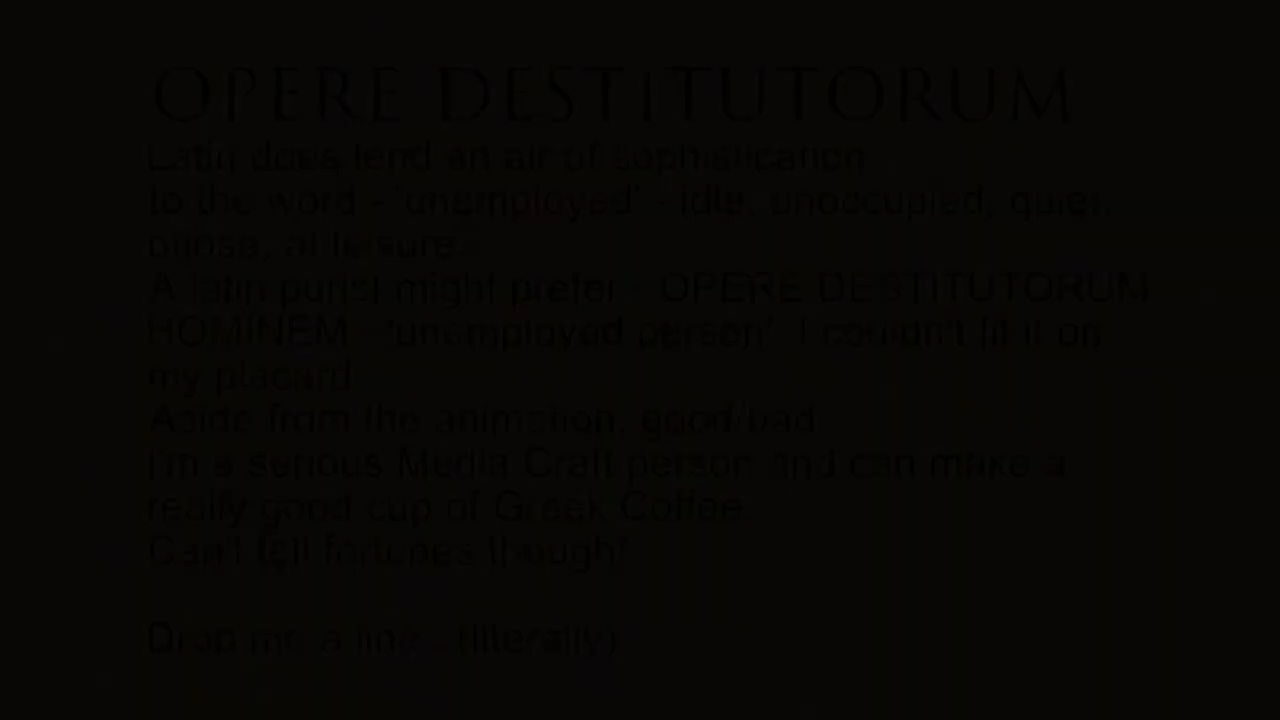 OPERE DESTITUTORUM
Latin does lend an air of sophistication
to the word - 'unemployed' - idle, unoccupied, quiet,
otiose, at leisure.
A latin purist might prefer - OPERE DESTITUTORUM
HOMINEM - 'unemployed person'. I couldn't fit it on
my placard
Aside from the animation, good/bad
I'm a serious Media Craft person and can make a
really good cup of Greek Coffee.
Can't tell fortunes though!
Drop me a line.. (literally)